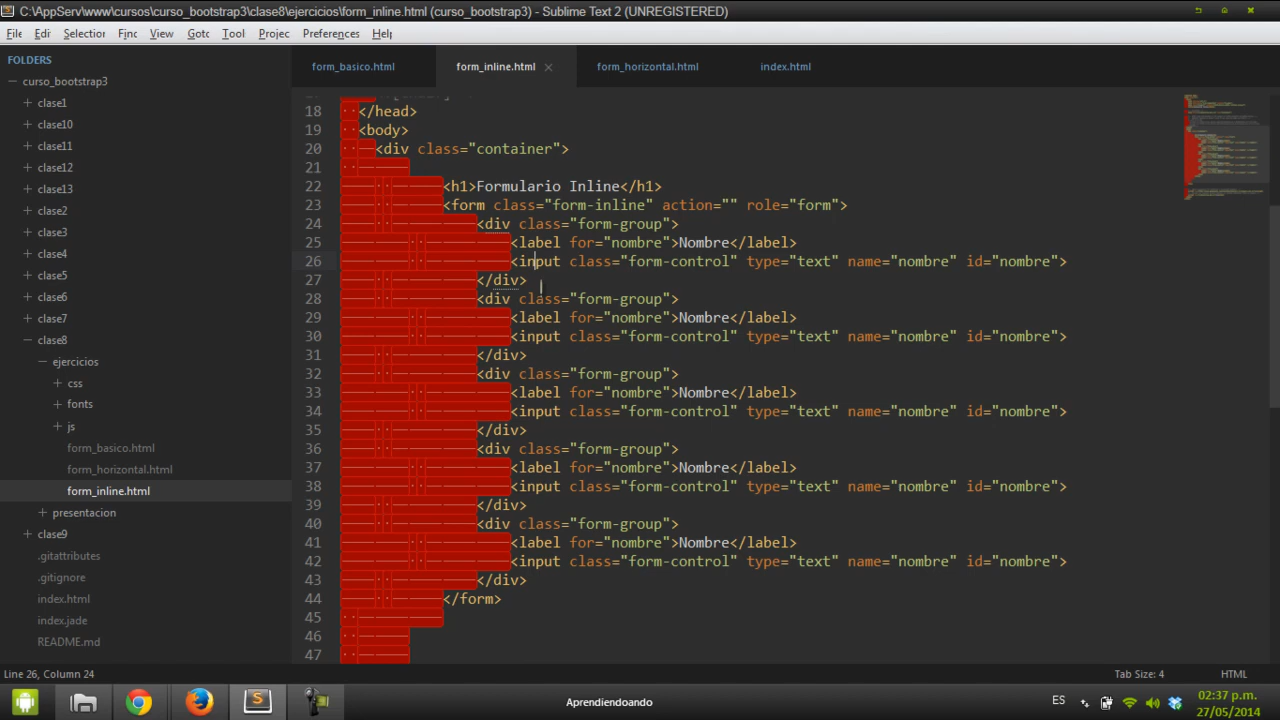 C:\AppServ\www\cursos\curso_bootstrap3\clase8\ejercicios\form_inline.html (curso_bootstrap3) - Sublime Text 2 (UNREGISTERED)
File Edi Selection Find View Goto Tool Projec Preferences Help
FOLDERS
curso_bootstrap3
clase1
clase10
clase11
clase12
clase13
clase2
clase3
clase4
clase5
clase6
clase7
clase8
ejercicios
css
fonts
js
form_basico.html
form_horizontal.html
form_inline.html
presentacion
clase9
.gitattributes
.gitignore
index.html
index.jade
README.md
form_basico.html form_inline.html form_horizontal.html index.html
18 </head>
19 <body>
20 <div class="container">
21
22 <h1>Formulario Inline</h1>
23 <form class="form-inline" action="" role="form">
24 <div class="form-group">
25 <label for="nombre">Nombre</label>
26 <input class="form-control" type="text" name="nombre" id="nombre">
27 </div>
28 <div class="form-group">
29 <label for="nombre">Nombre</label>
30 <input class="form-control" type="text" name="nombre" id="nombre">
31 </div>
32 <div class="form-group">
33 <label for="nombre">Nombre</label>
34 <input class="form-control" type="text" name="nombre" id="nombre">
35 </div>
36 <div class="form-group">
37 <label for="nombre">Nombre</label>
38 <input class="form-control" type="text" name="nombre" id="nombre">
39 </div>
40 <div class="form-group">
41 <label for="nombre">Nombre</label>
42 <input class="form-control" type="text" name="nombre" id="nombre">
43 </div>
44 </form>
45
46
47
Line 26, Column 24 Tab Size: 4 HTML
Aprendiendoando
ES
02:37 p.m.
27/05/2014